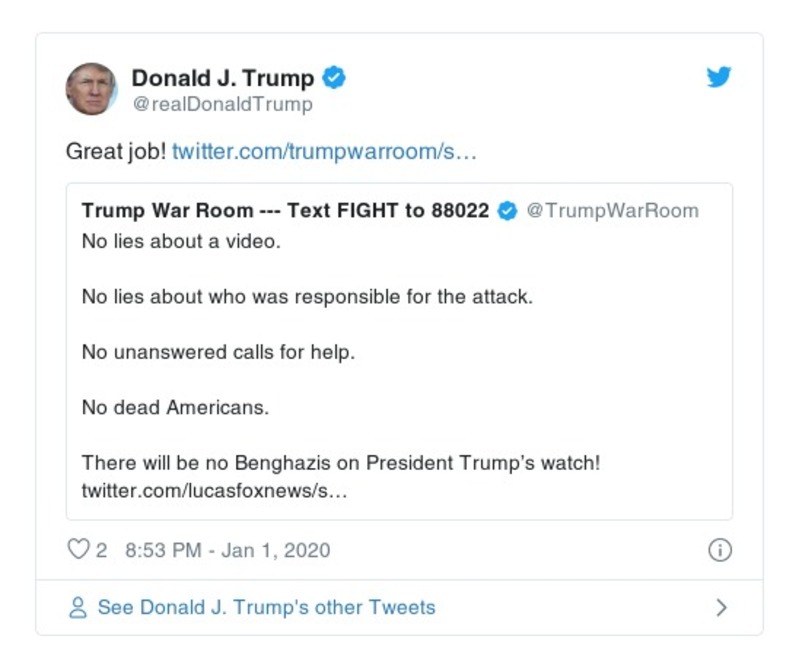 Donald J. Trump
@realDonaldTrump
Great job! twitter.com/trumpwarroom/s…
Trump War Room --- Text FIGHT to 88022 @TrumpWarRoom
No lies about a video.
No lies about who was responsible for the attack.
No unanswered calls for help.
No dead Americans.
There will be no Benghazis on President Trump's watch!
twitter.com/lucasfoxnews/s…
2 8:53 PM - Jan 1, 2020
See Donald J. Trump's other Tweets